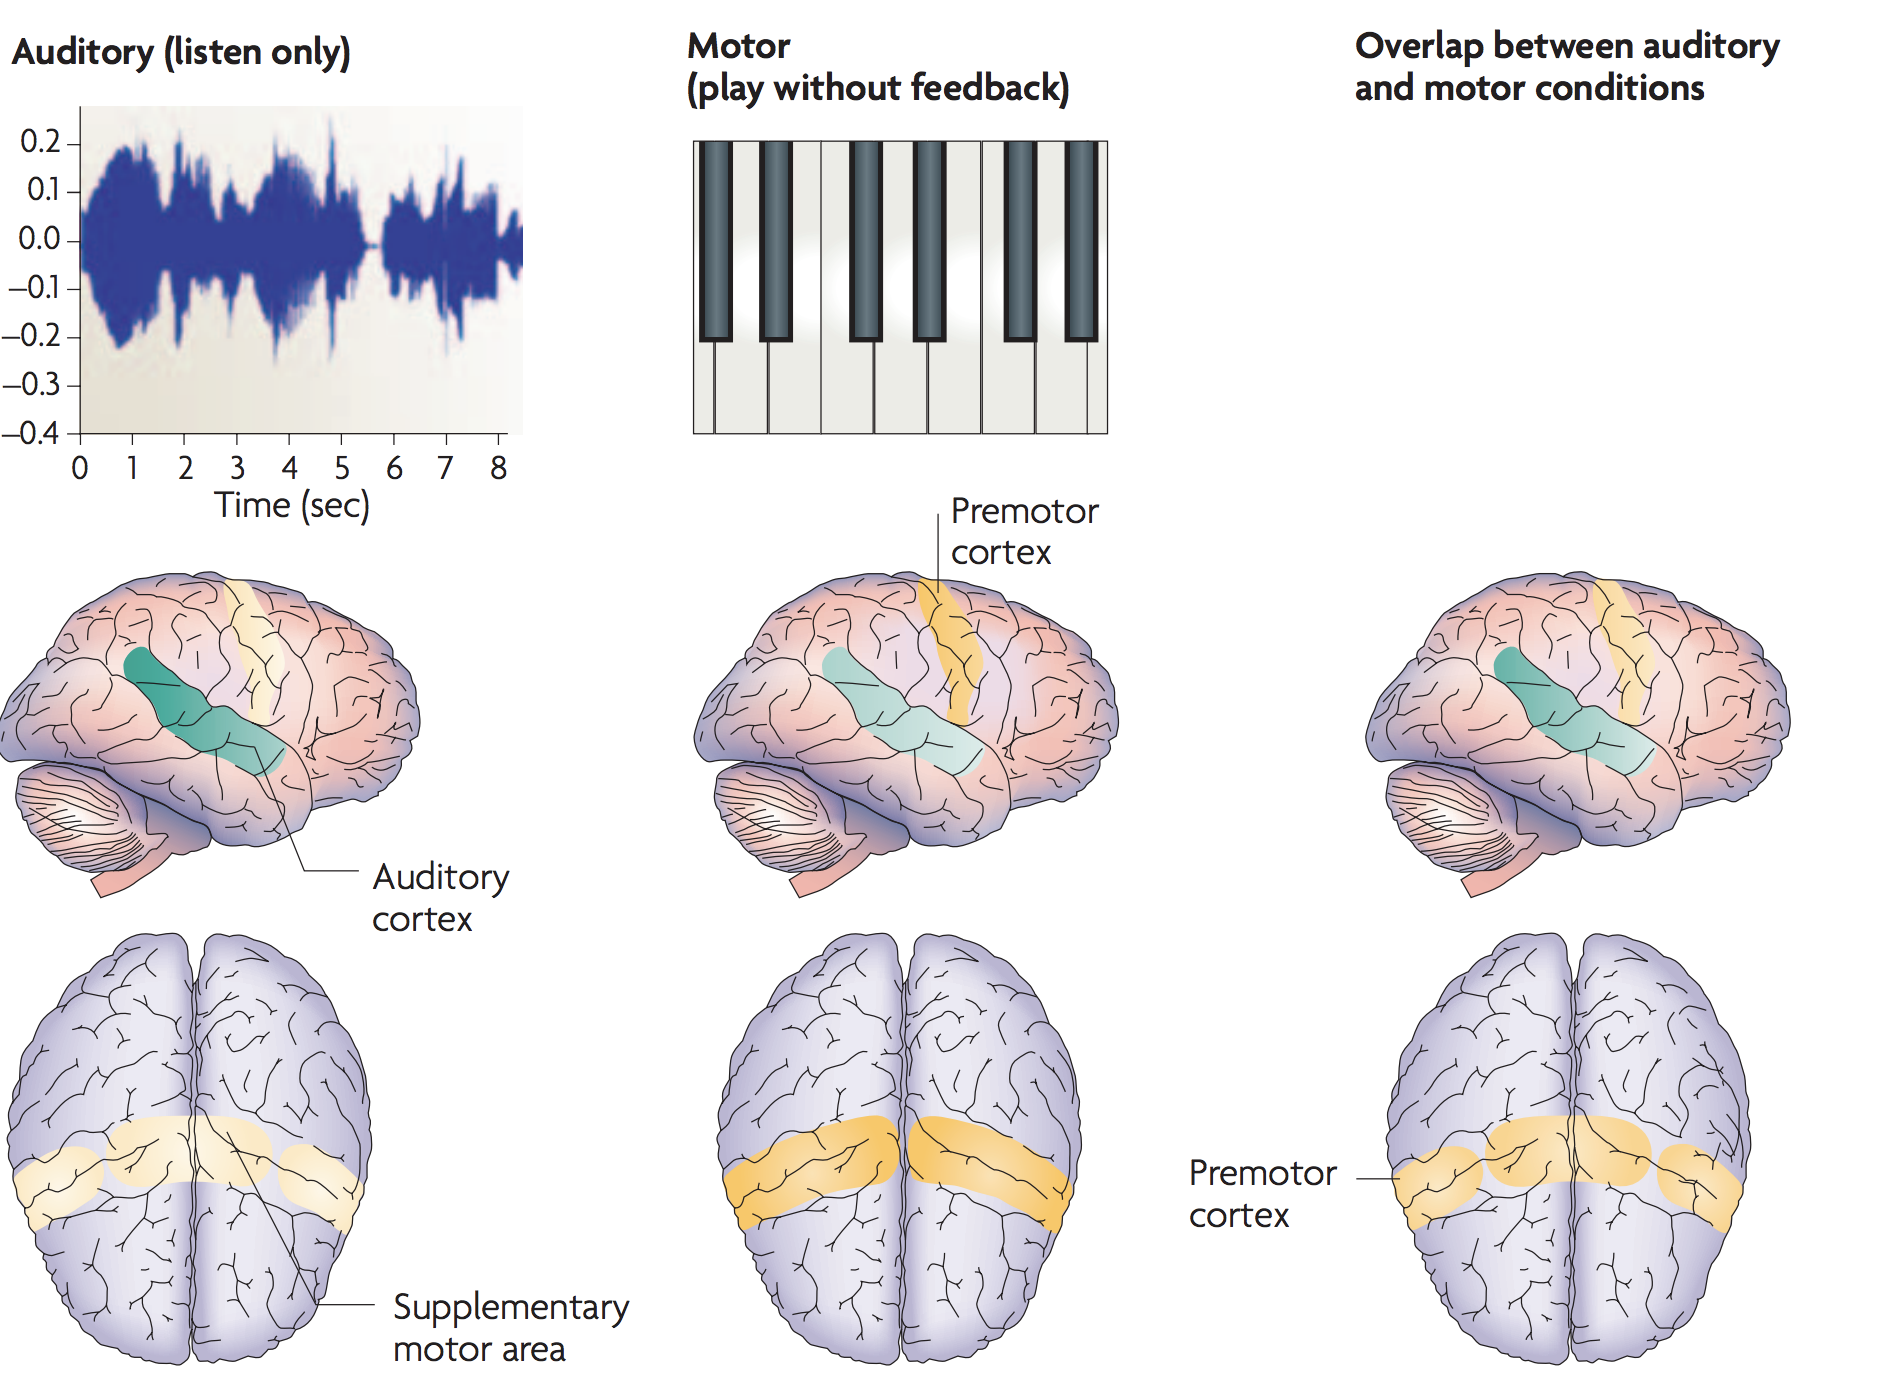 Auditory (listen only)
0.2
0.1
0.0
–0.1
–0.2
–0.3
–0.4
0 1 2 3 4 5 6 7 8
Time (sec)
Motor
(play without feedback)
Overlap between auditory
and motor conditions
Premotor
cortex
Auditory
cortex
Supplementary
motor area
Premotor
cortex